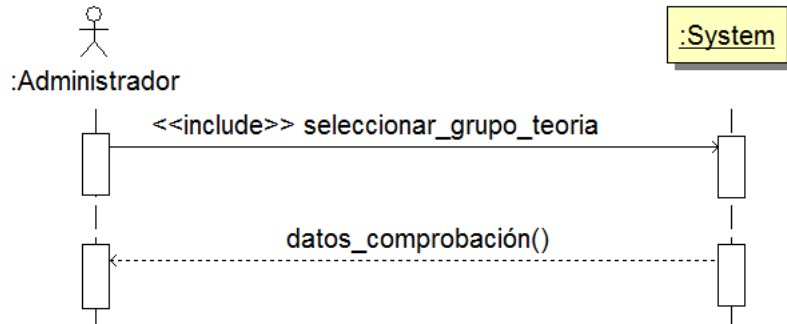 :System
:Administrador
<<include>> seleccionar_grupo_teoria
datos_comprobación()